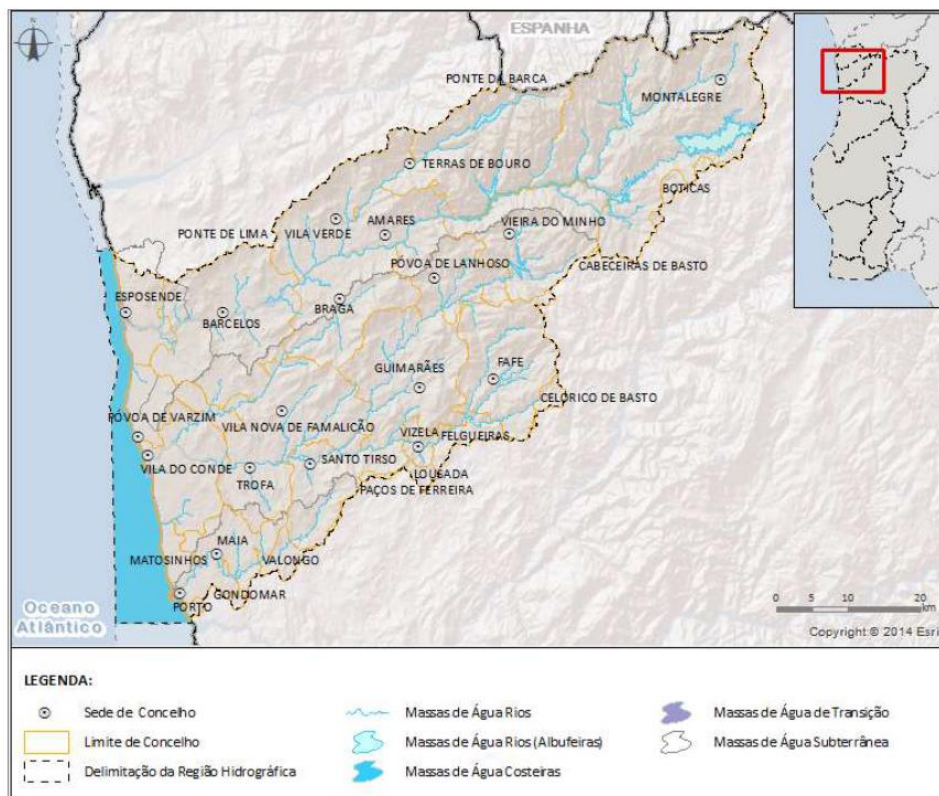 N
ESPANHA
PONTE DA BARCA
MONTALEGRE
TERRAS DE BOURO
BOTICAS
AMARES
VIEIRA DO MINHO
PONTE DE LIMA
VILA VERDE
PÓVOA DE LANHOSO
CABECEIRAS DE BASTO
ESPOSENDE
BARCELOS
BRAGA
GUIMARÃES
FAFE
CELORICO DE BASTO
PÓVOA DE VARZIM
VILA NOVA DE FAMALICÃO
VIZELA
FELGUEIRAS
VILA DO CONDE
SANTO TIRSO
TROFA
LOUSADA
PAÇOS DE FERREIRA
MAIA
MATOSINHOS
VALONGO
PORTO
GONDOMAR
Oceano
Atlântico
0 5 10 20
km
Copyright:© 2014 Esri
LEGENDA:
Sede de Concelho
Limite de Concelho
Delimitação da Região Hidrográfica
Massas de Água Rios
Massas de Água Rios (Albufeiras)
Massas de Água Costeiras
Massas de Água de Transição
Massas de Água Subterrânea